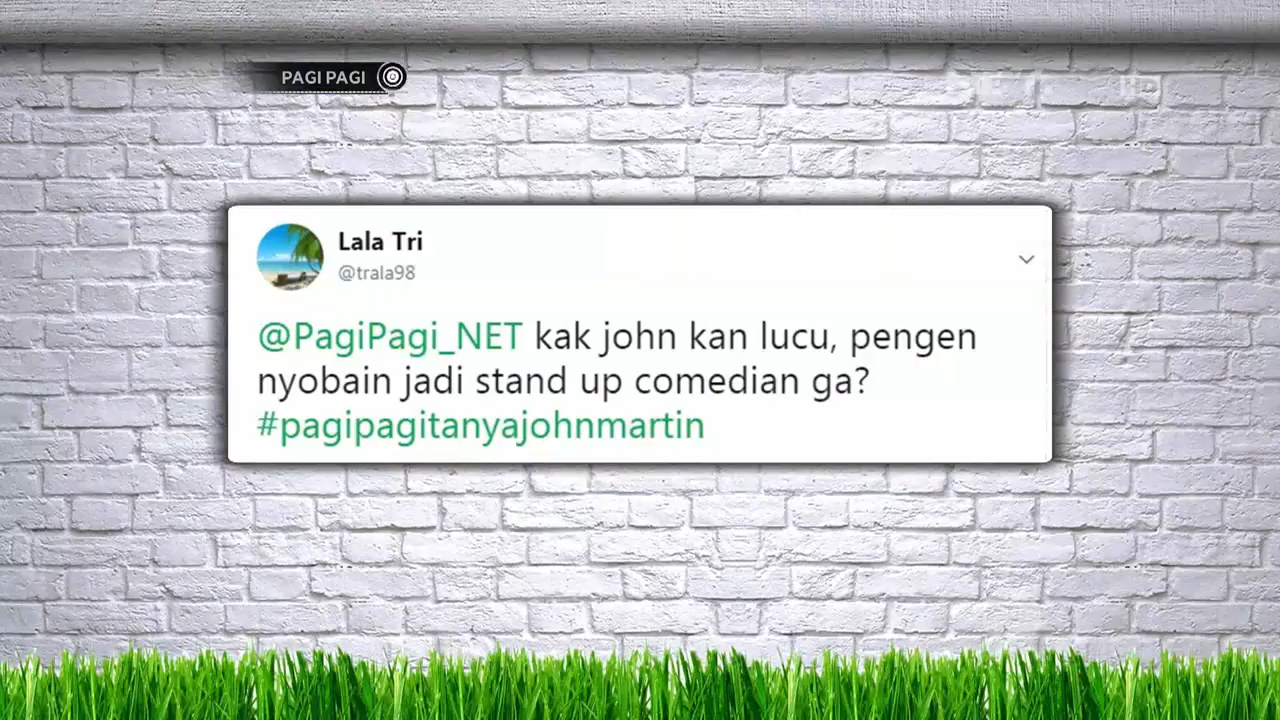 PAGI PAGI
Lala Tri
@trala98
@PagiPagi_NET kak john kan lucu, pengen
nyobain jadi stand up comedian ga?
#pagipagitanyajohnmartin